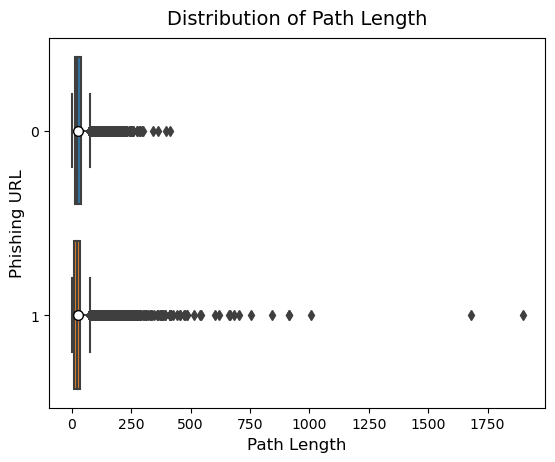 Distribution of Path Length
Phishing URL
0
1
0 250 500 750 1000 1250 1500 1750
Path Length